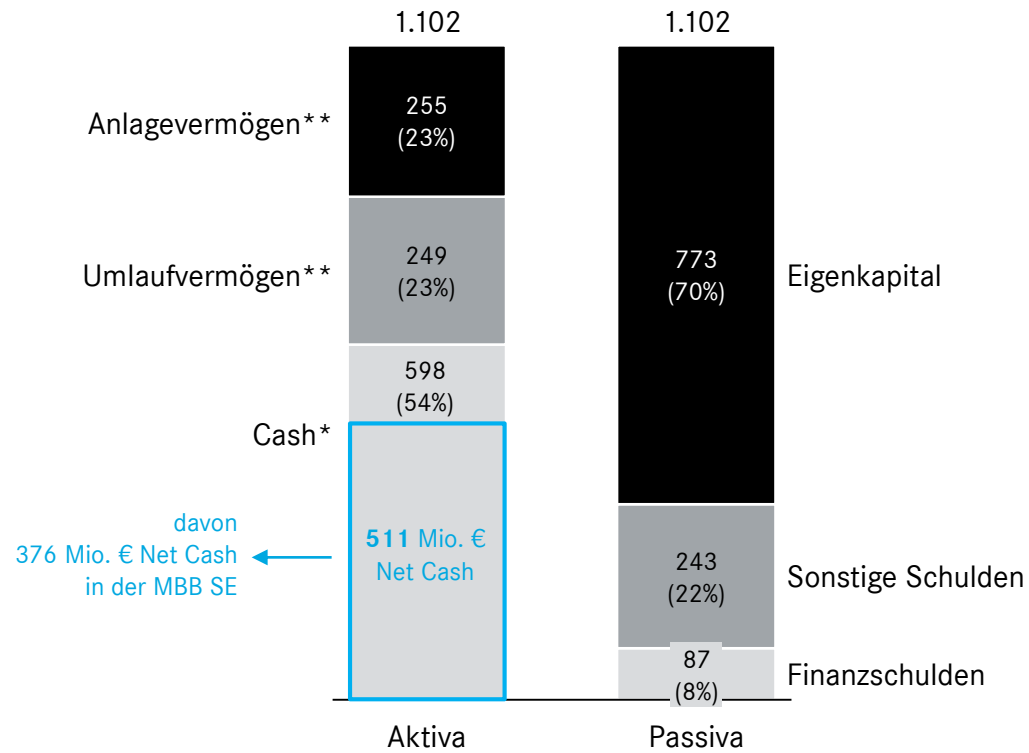 1.102
1.102
Anlagevermögen**
255
(23%)
Umlaufvermögen**
249
(23%)
773
(70%)
Eigenkapital
598
(54%)
Cash*
davon
376 Mio. € Net Cash
in der MBB SE
511 Mio. €
Net Cash
243
(22%)
Sonstige Schulden
87
(8%)
Finanzschulden
Aktiva
Passiva